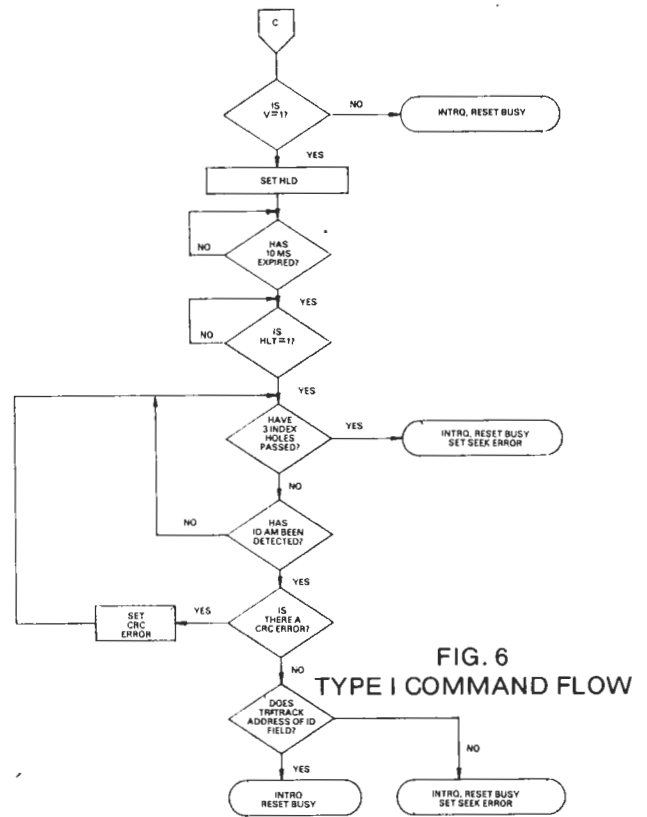 C
IS
V=1?
NO
INTRQ, RESET BUSY
YES
SET HLD
HAS
10 MS
EXPIRED?
NO
YES
IS
HLT=1?
NO
YES
HAVE
3 INDEX
HOLES
PASSED?
YES
INTRQ, RESET BUSY
SET SEEK ERROR
NO
HAS
ID AM BEEN
DETECTED?
NO
YES
IS
THERE A
CRC ERROR?
YES
SET
CRC
ERROR
NO
FIG. 6
TYPE I COMMAND FLOW
DOES
TR=TRACK
ADDRESS OF ID
FIELD?
NO
YES
INTRQ
RESET BUSY
INTRQ, RESET BUSY
SET SEEK ERROR